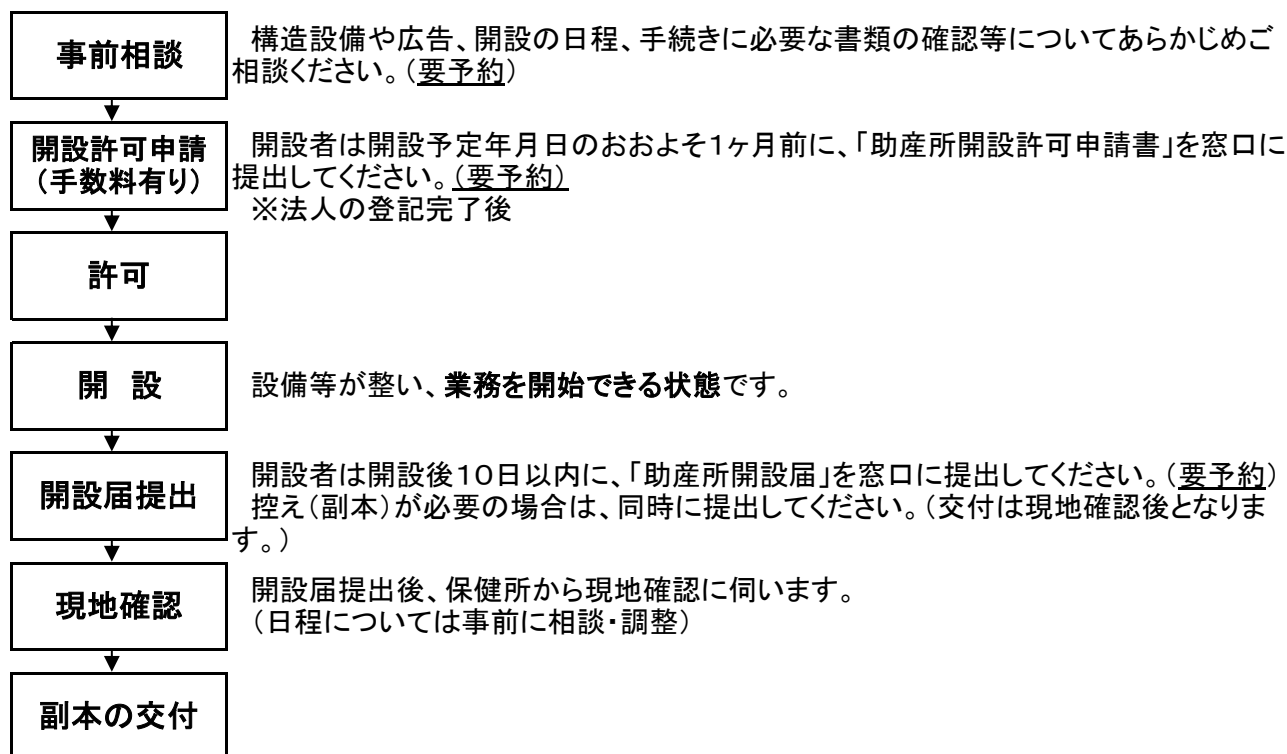 事前相談
構造設備や広告、開設の日程、手続きに必要な書類の確認等についてあらかじめご
相談ください。（要予約）
開設許可申請
（手数料有り）
開設者は開設予定年月日のおおよそ1ヶ月前に、「助産所開設許可申請書」を窓口に
提出してください。（要予約）
※法人の登記完了後
許可
開　設
設備等が整い、業務を開始できる状態です。
開設届提出
開設者は開設後１０日以内に、「助産所開設届」を窓口に提出してください。（要予約）
控え（副本）が必要の場合は、同時に提出してください。（交付は現地確認後となりま
す。）
現地確認
開設届提出後、保健所から現地確認に伺います。
（日程については事前に相談・調整）
副本の交付